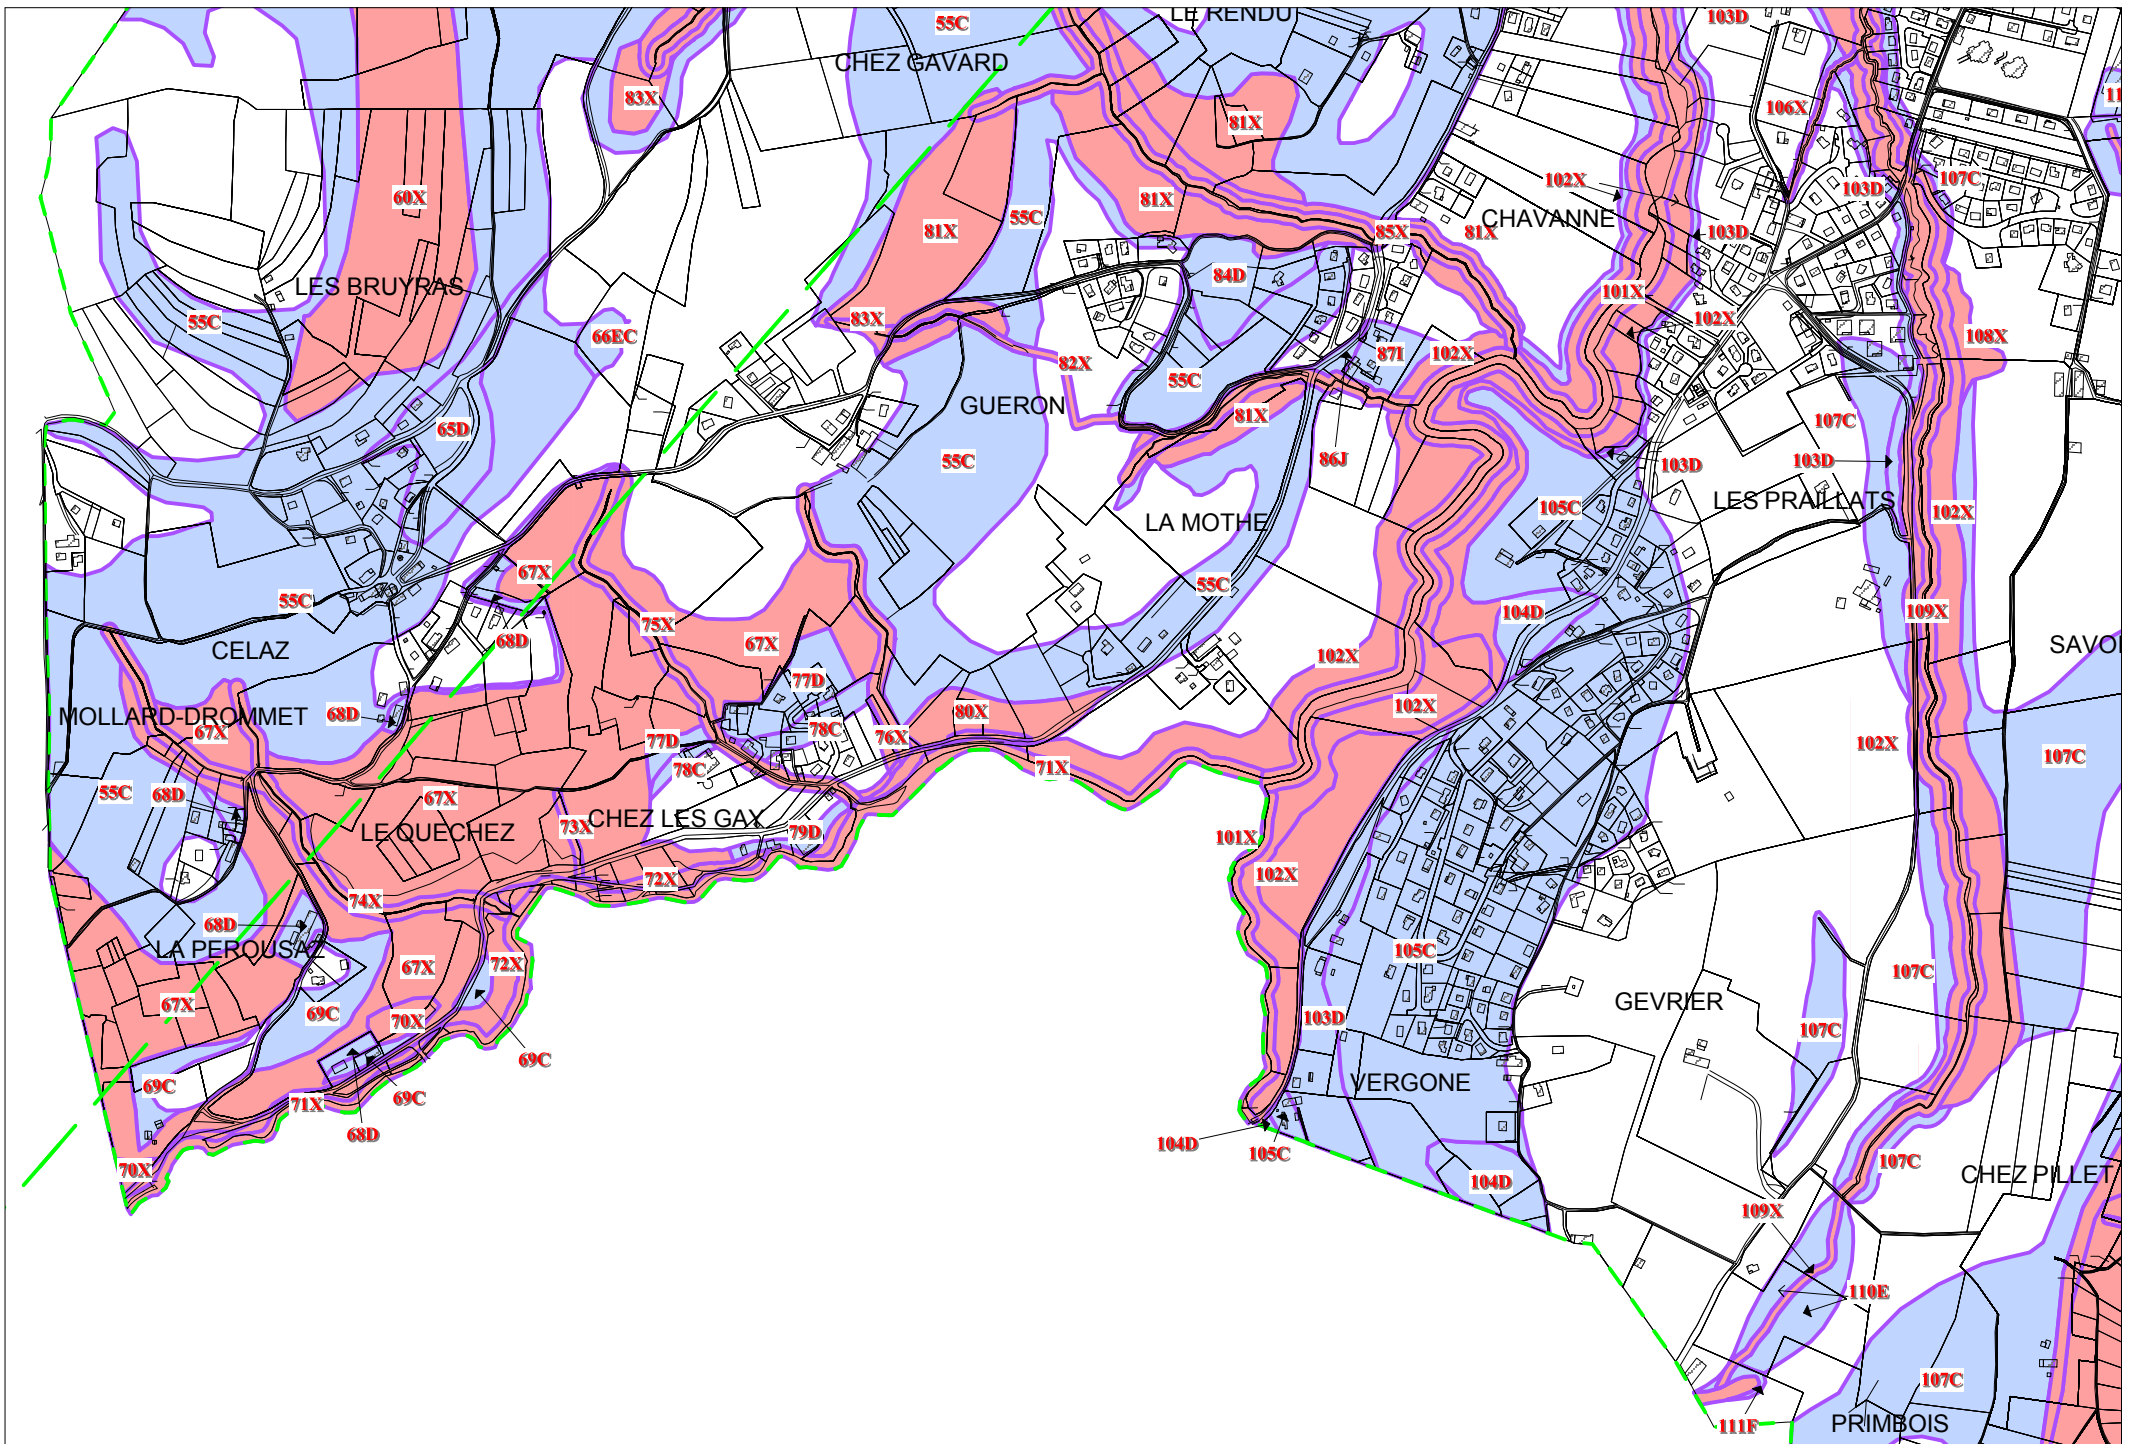 LE RENDU
103D
55C
CHEZ GAVARD
83X
11
106X
81X
60X
102X
103D
107C
81X
55C
CHAVANNE
81X
85X
81X
103D
84D
LES BRUYRAS
101X
55C
83X
102X
66EC
108X
87I
102X
82X
55C
GUERON
81X
107C
65D
86J
103D
103D
55C
LES PRAILLATS
105C
102X
LA MOTHE
67X
55C
55C
109X
104D
75X
68D
67X
SAVOI
CELAZ
102X
77D
102X
68D
80X
MOLLARD-DROMMET
67X
78C
76X
77D
102X
107C
78C
71X
55C
68D
67X
CHEZ LES GAY
73X
79D
LE QUECHEZ
101X
102X
72X
74X
68D
LA PEROUSAZ
105C
67X
72X
107C
67X
GEVRIER
69C
70X
103D
107C
69C
VERGONE
69C
69C
71X
68D
104D
105C
107C
70X
CHEZ PILLET
104D
109X
110E
107C
111F
PRIMBOIS